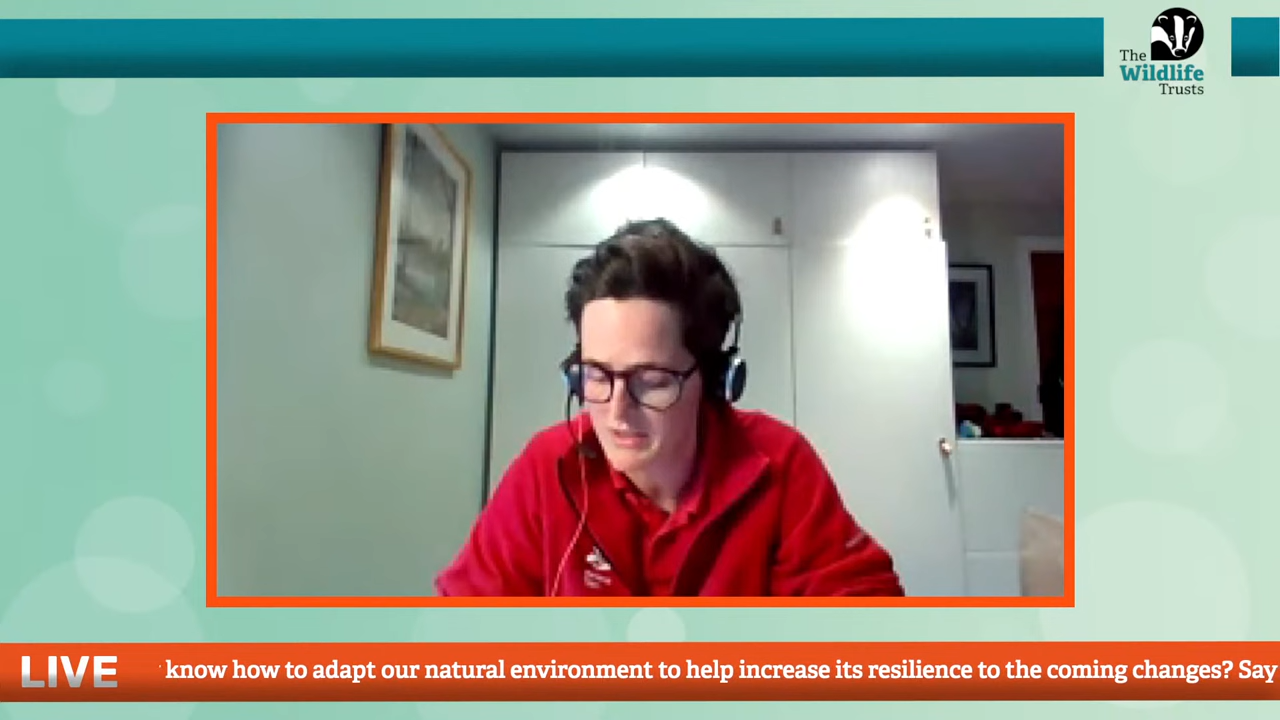 The
Wildlife
Trusts
LIVE
know how to adapt our natural environment to help increase its resilience to the coming changes? Say